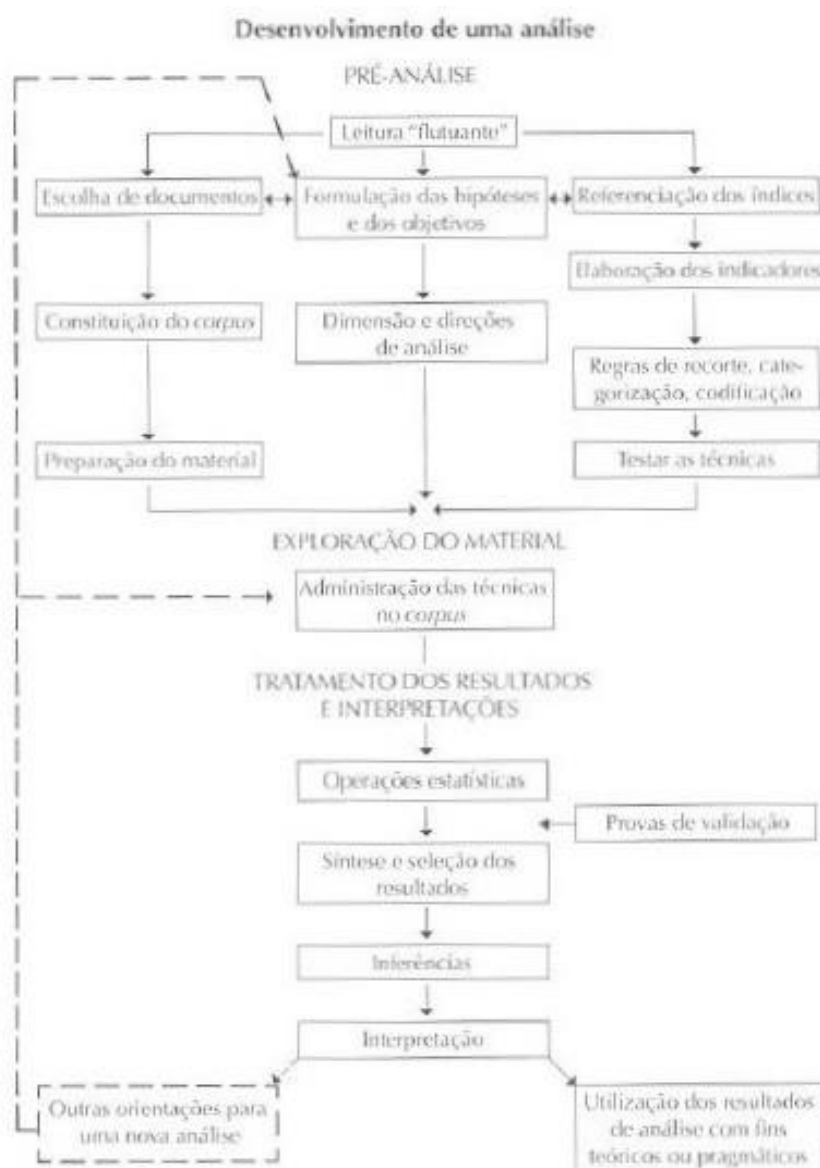 Desenvolvimento de uma análise
PRÉ-ANÁLISE
Leitura "flutuante"
Escolha de documentos
Formulação das hipóteses
e dos objetivos
Referenciação dos índices
Elaboração dos indicadores
Constituição do corpus
Dimensão e direções
de análise
Regras de recorte, cate-
gorização, codificação
Preparação do material
Testar as técnicas
EXPLORAÇÃO DO MATERIAL
Administração das técnicas
no corpus
TRATAMENTO DOS RESULTADOS
E INTERPRETAÇÕES
Operações estatísticas
Provas de validação
Síntese e seleção dos
resultados
Inferências
Interpretação
Outras orientações para
uma nova análise
Utilização dos resultados
de análise com fins
teóricos ou pragmáticos